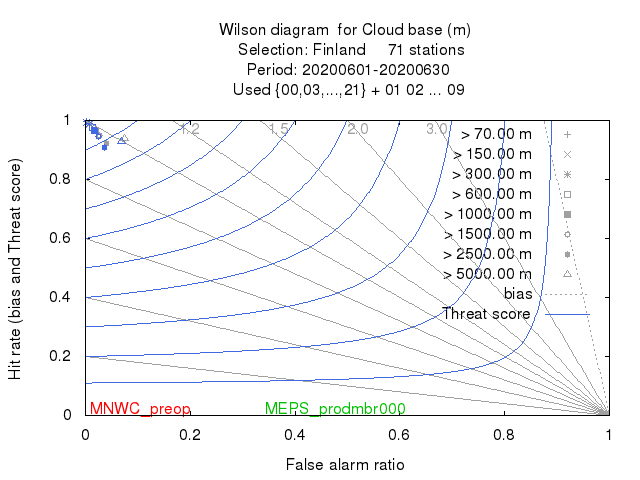 Wilson diagram  for Cloud base (m)
Selection: Finland     71 stations
Period: 20200601-20200630
Used {00,03,...,21} + 01 02 ... 09
Hit rate (bias and Threat score)
1
0.8
0.6
0.4
0.2
0
1.2
1.5
2.0
3.0
> 70.00 m
> 150.00 m
> 300.00 m
> 600.00 m
> 1000.00 m
> 1500.00 m
> 2500.00 m
> 5000.00 m
bias
Threat score
MNWC_preop
MEPS_prodmbr000
0 0.2 0.4 0.6 0.8 1
False alarm ratio